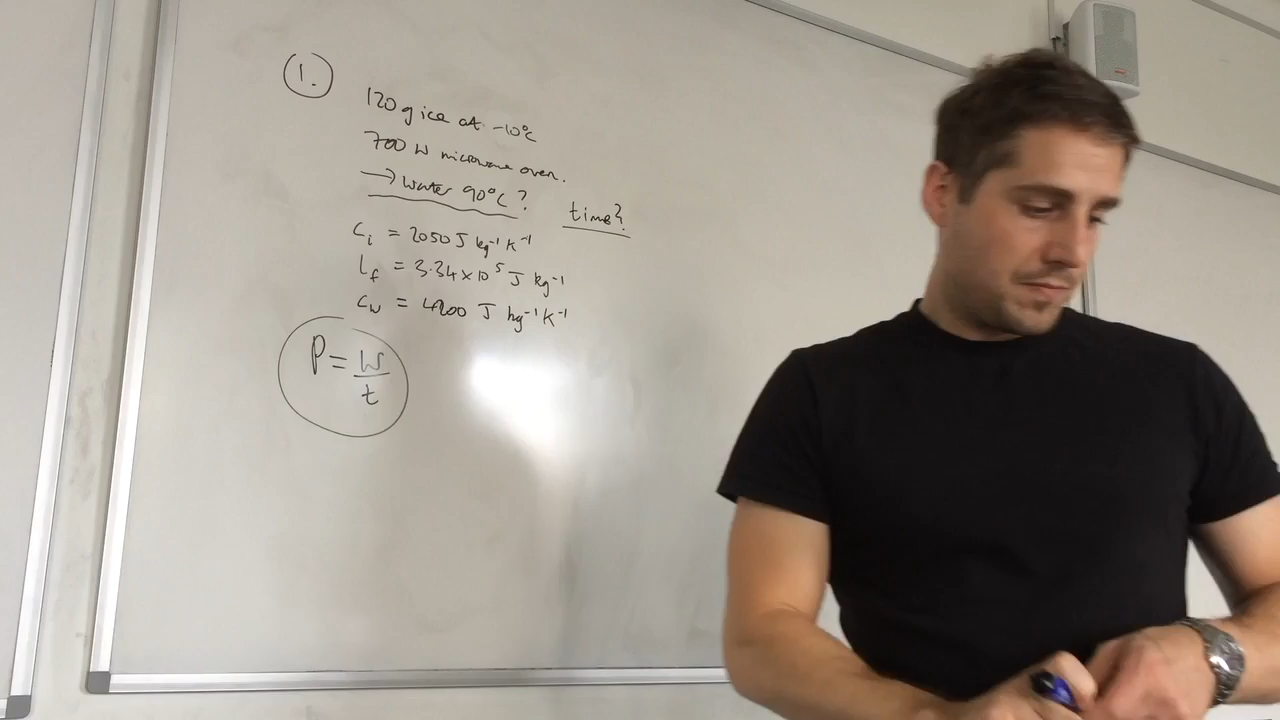 1.
120g ice at -10°C
700 W microwave oven.
→ Water 90°C ?
time?
Cᵢ = 2050 J kg⁻¹ K⁻¹
L_f = 3.34 × 10⁵ J kg⁻¹
C_w = 4200 J kg⁻¹ K⁻¹
P = W/t